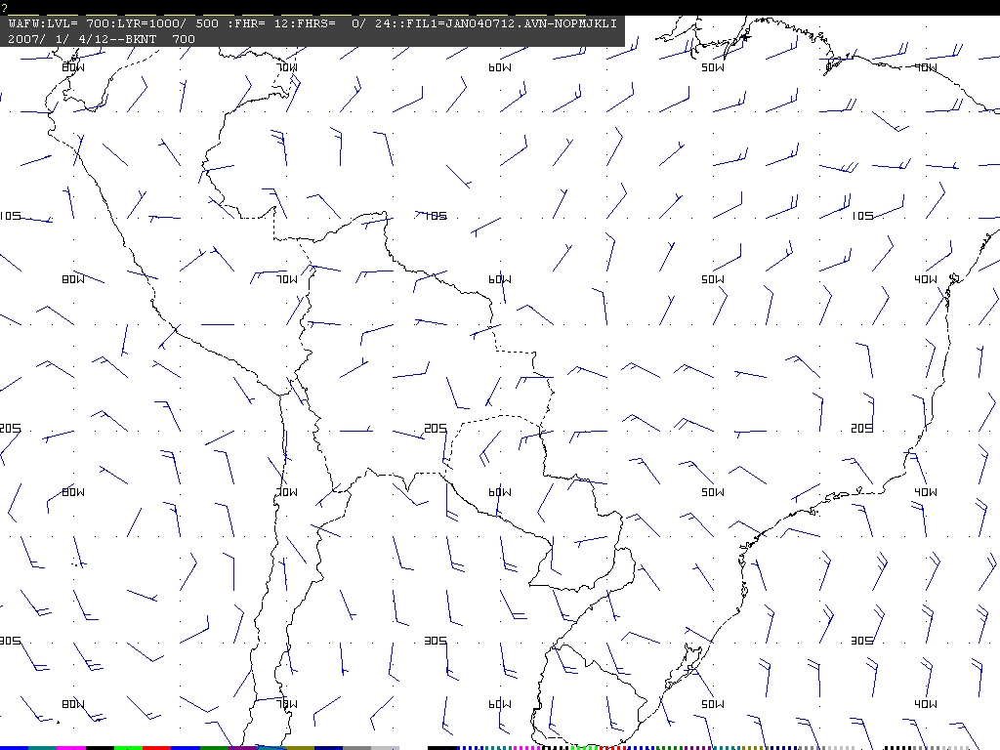 ?
WAFW:LVL= 700:LYR=1000/ 500 :FHR= 12:FHRS=  0/ 24::FIL1=JAN040712.AVN-NOPMJKLI
2007/ 1/ 4/12--BKNT  700
80W 70W 60W 50W 40W
10S 10S 10S
80W 70W 60W 50W 40W
20S 20S 20S
80W 70W 60W 50W 40W
30S 30S 30S
80W 70W 60W 50W 40W